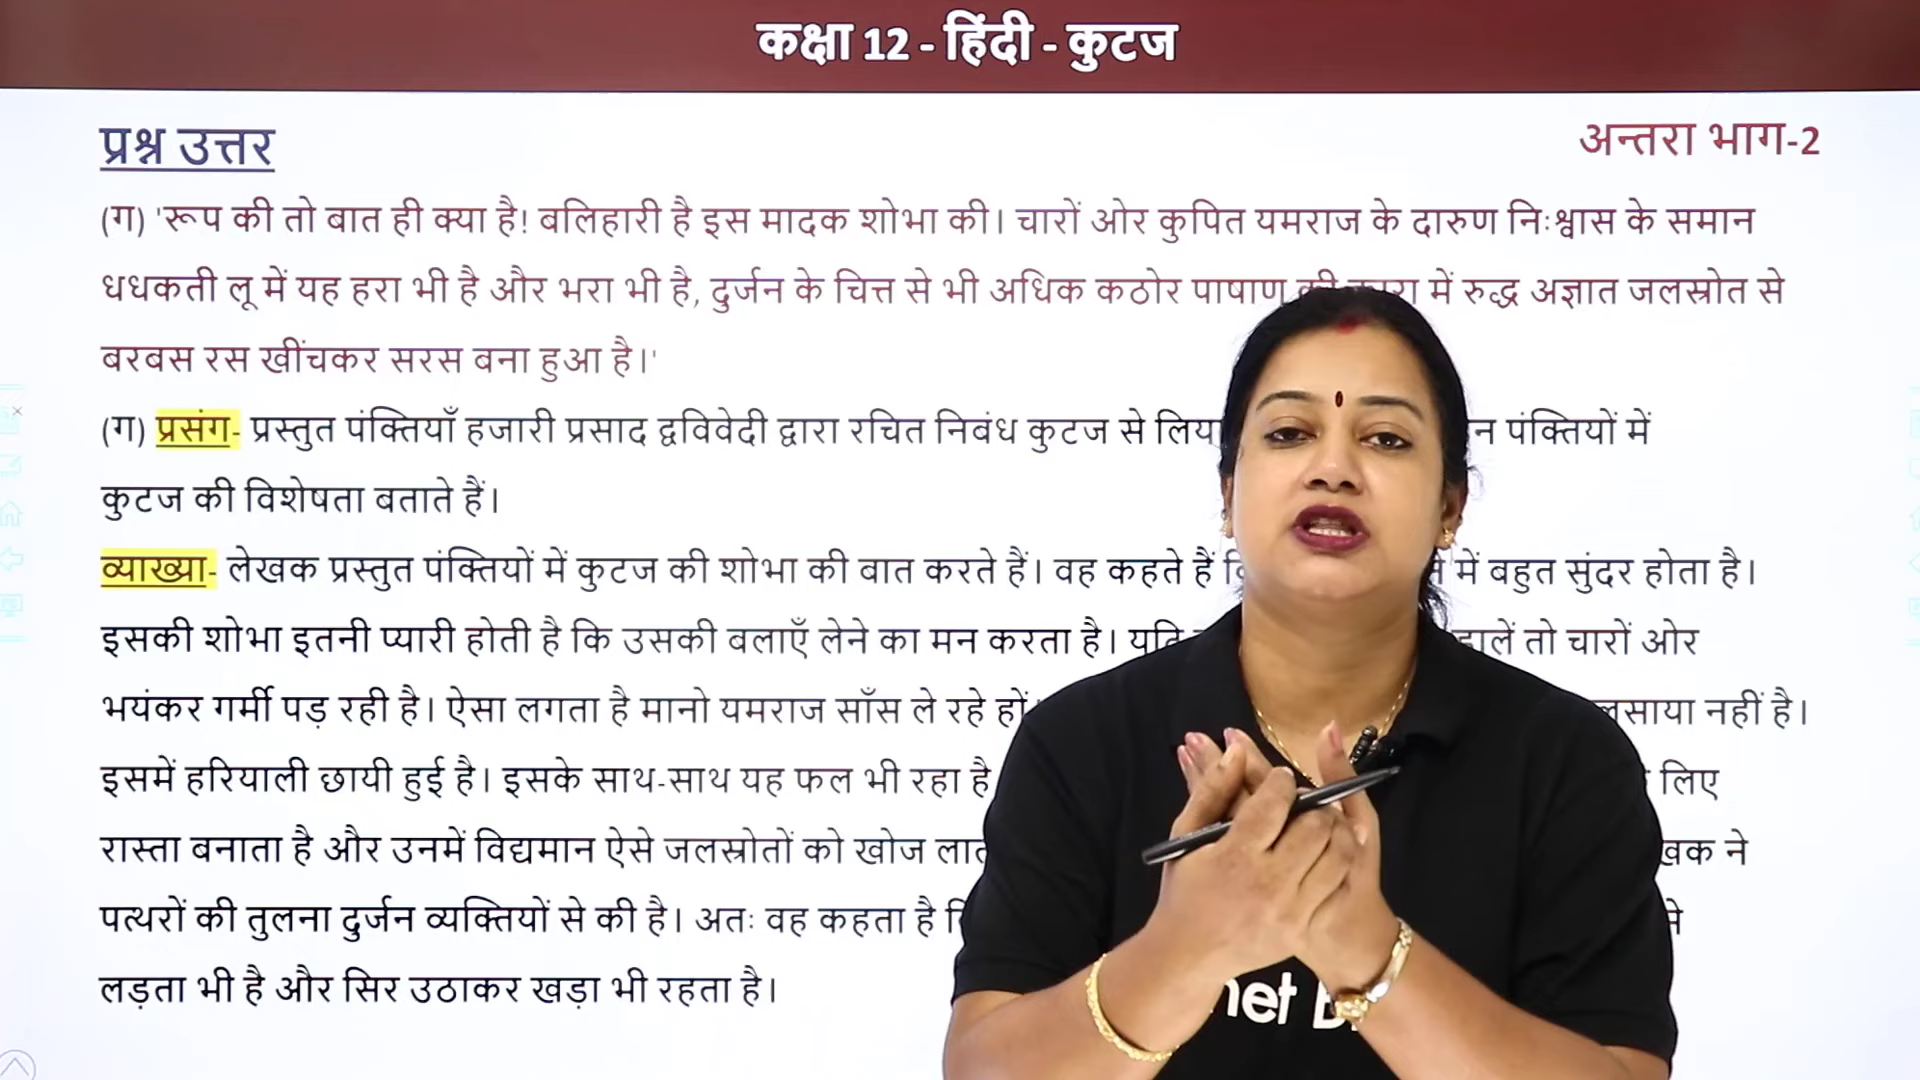 कक्षा 12 - हिंदी - कुटज
प्रश्न उत्तर
अन्तरा भाग-2
(ग) 'रूप की तो बात ही क्या है! बलिहारी है इस मादक शोभा की। चारों ओर कुपित यमराज के दारुण निःश्वास के समान
धधकती लू में यह हरा भी है और भरा भी है, दुर्जन के चित्त से भी अधिक कठोर पाषाण की में रुद्ध अज्ञात जलस्रोत से
बरबस रस खींचकर सरस बना हुआ है।'
(ग) प्रसंग- प्रस्तुत पंक्तियाँ हजारी प्रसाद द्वविवेदी द्वारा रचित निबंध कुटज से पंक्तियों में
कुटज की विशेषता बताते हैं।
व्याख्या- लेखक प्रस्तुत पंक्तियों में कुटज की शोभा की बात करते हैं। वह कहते हैं में बहुत सुंदर होता है।
इसकी शोभा इतनी प्यारी होती है कि उसकी बलाएँ लेने का मन करता है। तो चारों ओर
भयंकर गर्मी पड़ रही है। ऐसा लगता है मानो यमराज साँस ले रहे हों नहीं है।
इसमें हरियाली छायी हुई है। इसके साथ-साथ यह फल भी रहा है लिए
रास्ता बनाता है और उनमें विद्यमान ऐसे जलस्रोतों को खोज ने
पत्थरों की तुलना दुर्जन व्यक्तियों से की है। अतः वह कहता है
लड़ता भी है और सिर उठाकर खड़ा भी रहता है।